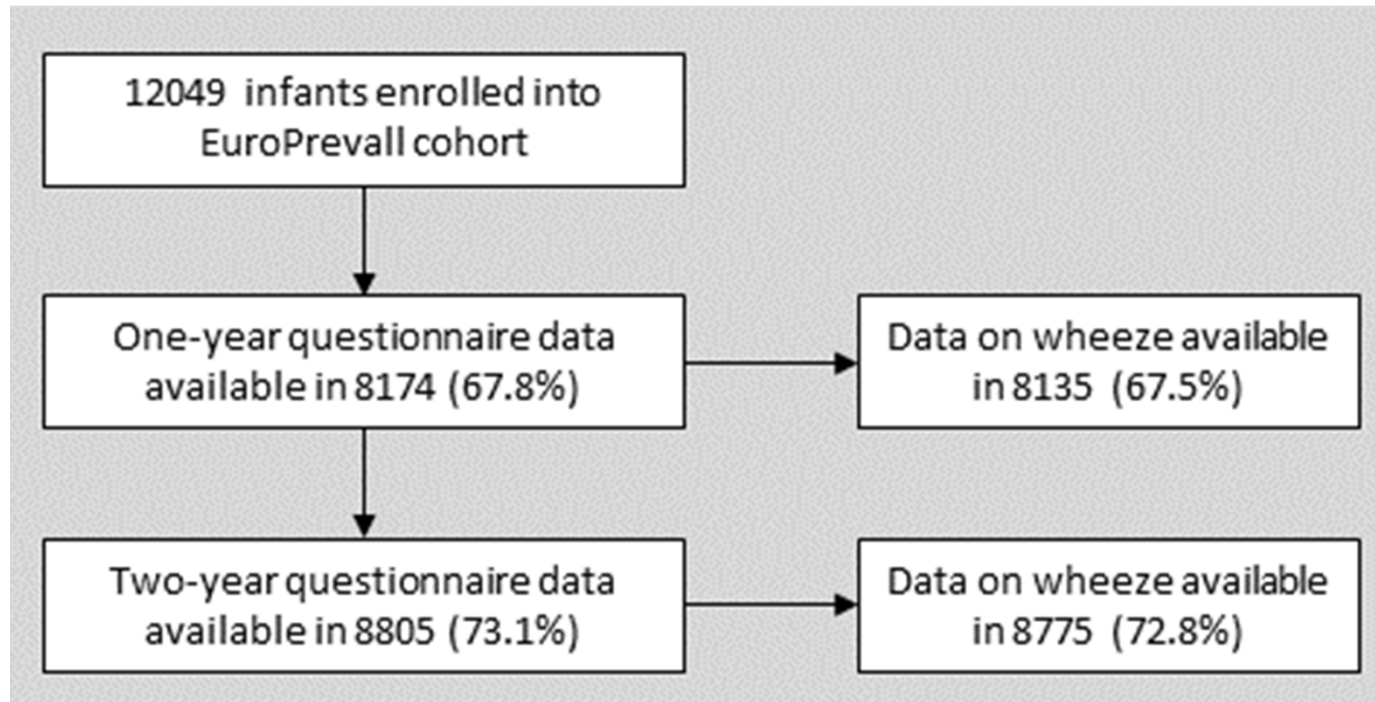 12049 infants enrolled into
EuroPrevall cohort
One-year questionnaire data
available in 8174 (67.8%)
Data on wheeze available
in 8135 (67.5%)
Two-year questionnaire data
available in 8805 (73.1%)
Data on wheeze available
in 8775 (72.8%)